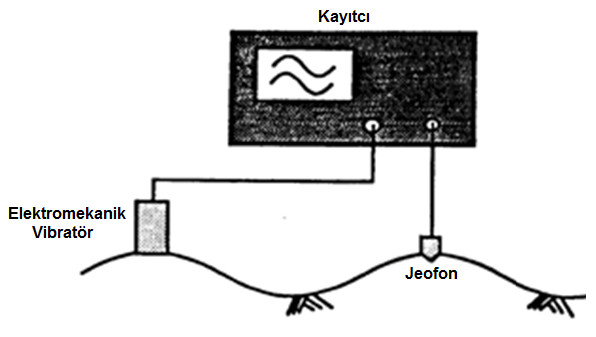 Kayıtcı
Elektromekanik
Vibratör
Jeofon